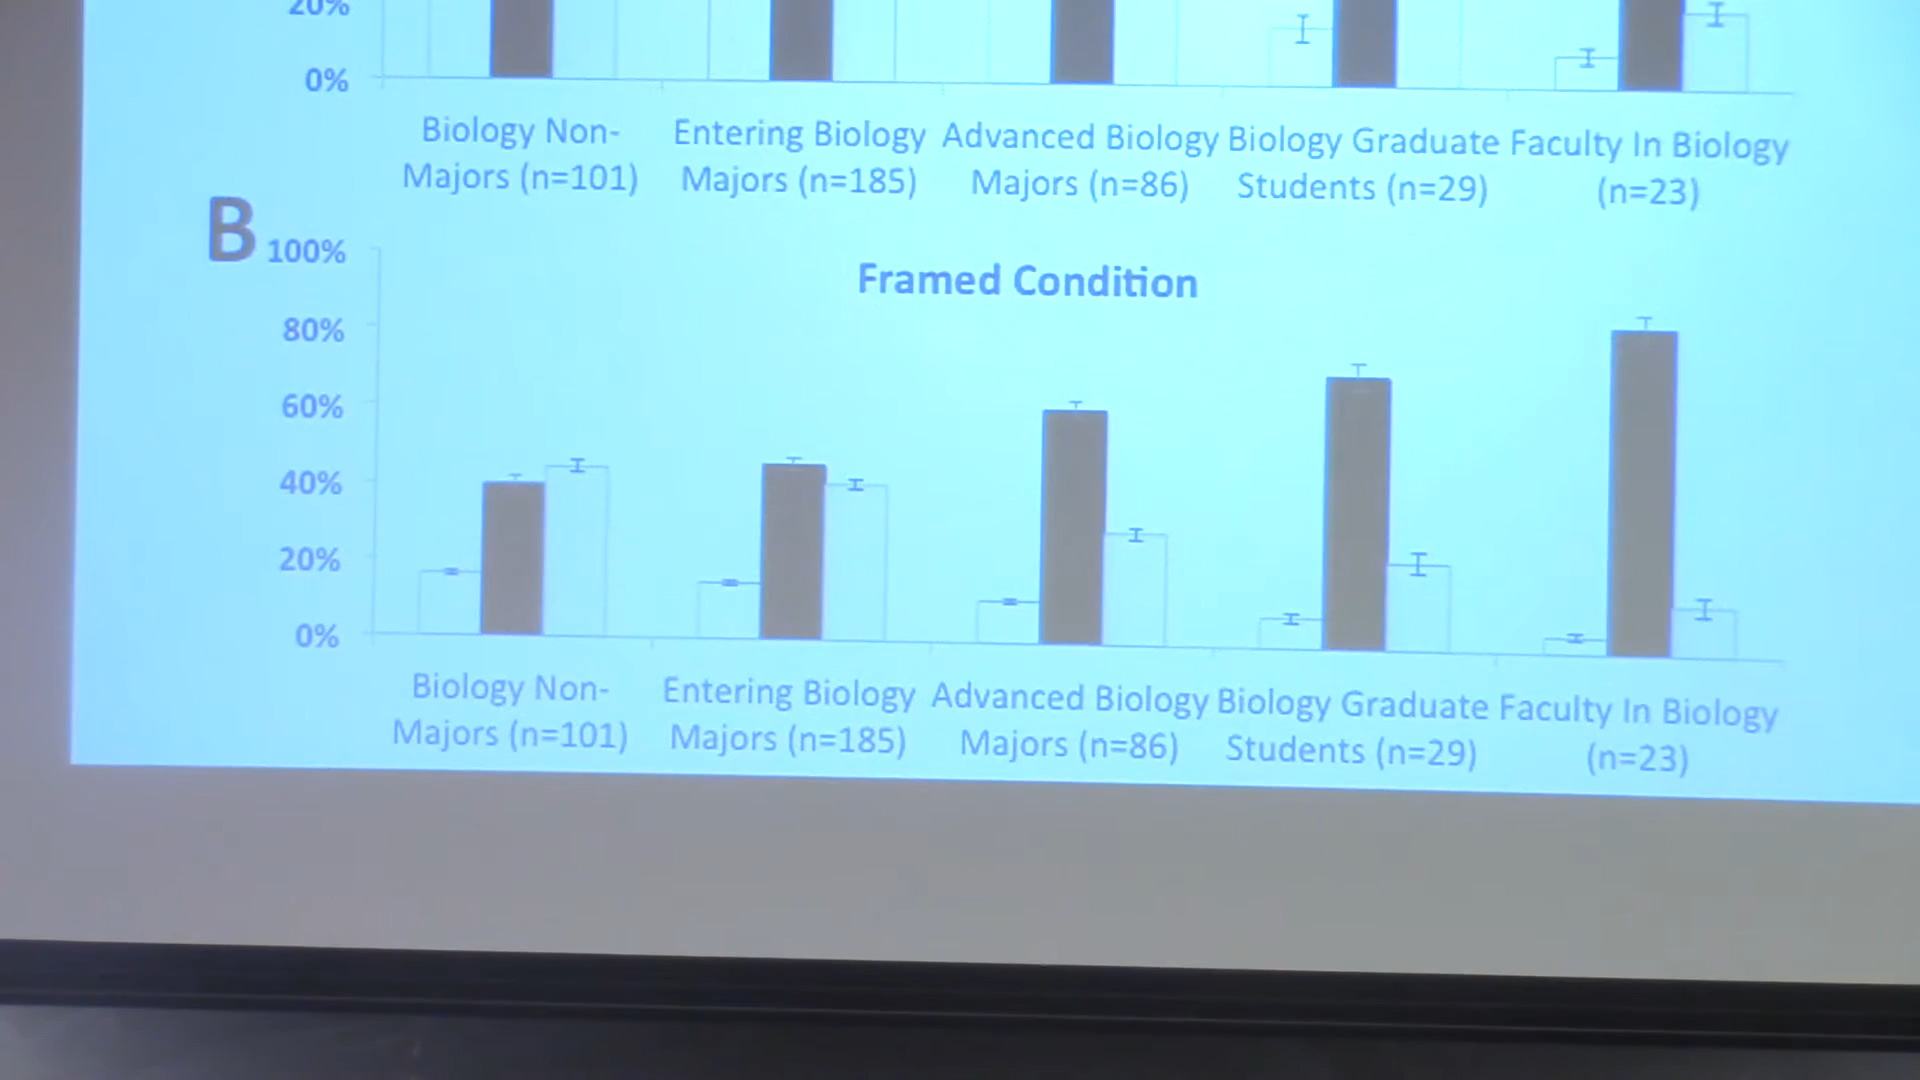 20%
0%
Biology Non-
Majors (n=101)
Entering Biology
Majors (n=185)
Advanced Biology
Majors (n=86)
Biology Graduate
Students (n=29)
Faculty In Biology
(n=23)
B
Framed Condition
100%
80%
60%
40%
20%
0%
Biology Non-
Majors (n=101)
Entering Biology
Majors (n=185)
Advanced Biology
Majors (n=86)
Biology Graduate
Students (n=29)
Faculty In Biology
(n=23)